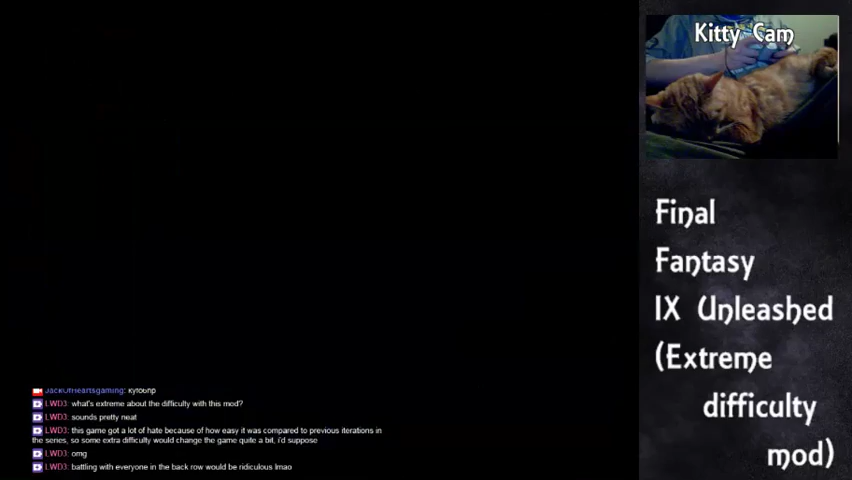 Kitty Cam
Final
Fantasy
IX Unleashed
(Extreme
difficulty
mod)
JackOfHeartsgaming:
LWD3: what's extreme about the difficulty with this mod?
LWD3: sounds pretty neat
LWD3: this game got a lot of hate because of how easy it was compared to previous iterations in
the series, so some extra difficulty would change the game quite a bit, i'd suppose
LWD3: omg
LWD3: battling with everyone in the back row would be ridiculous lmao